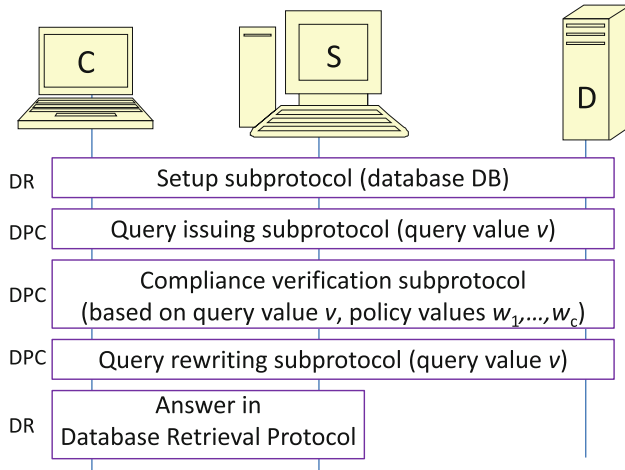 C
S
D
DR
Setup subprotocol (database DB)
DPC
Query issuing subprotocol (query value v)
DPC
Compliance verification subprotocol
(based on query value v, policy values w1,...,wc)
DPC
Query rewriting subprotocol (query value v)
DR
Answer in
Database Retrieval Protocol